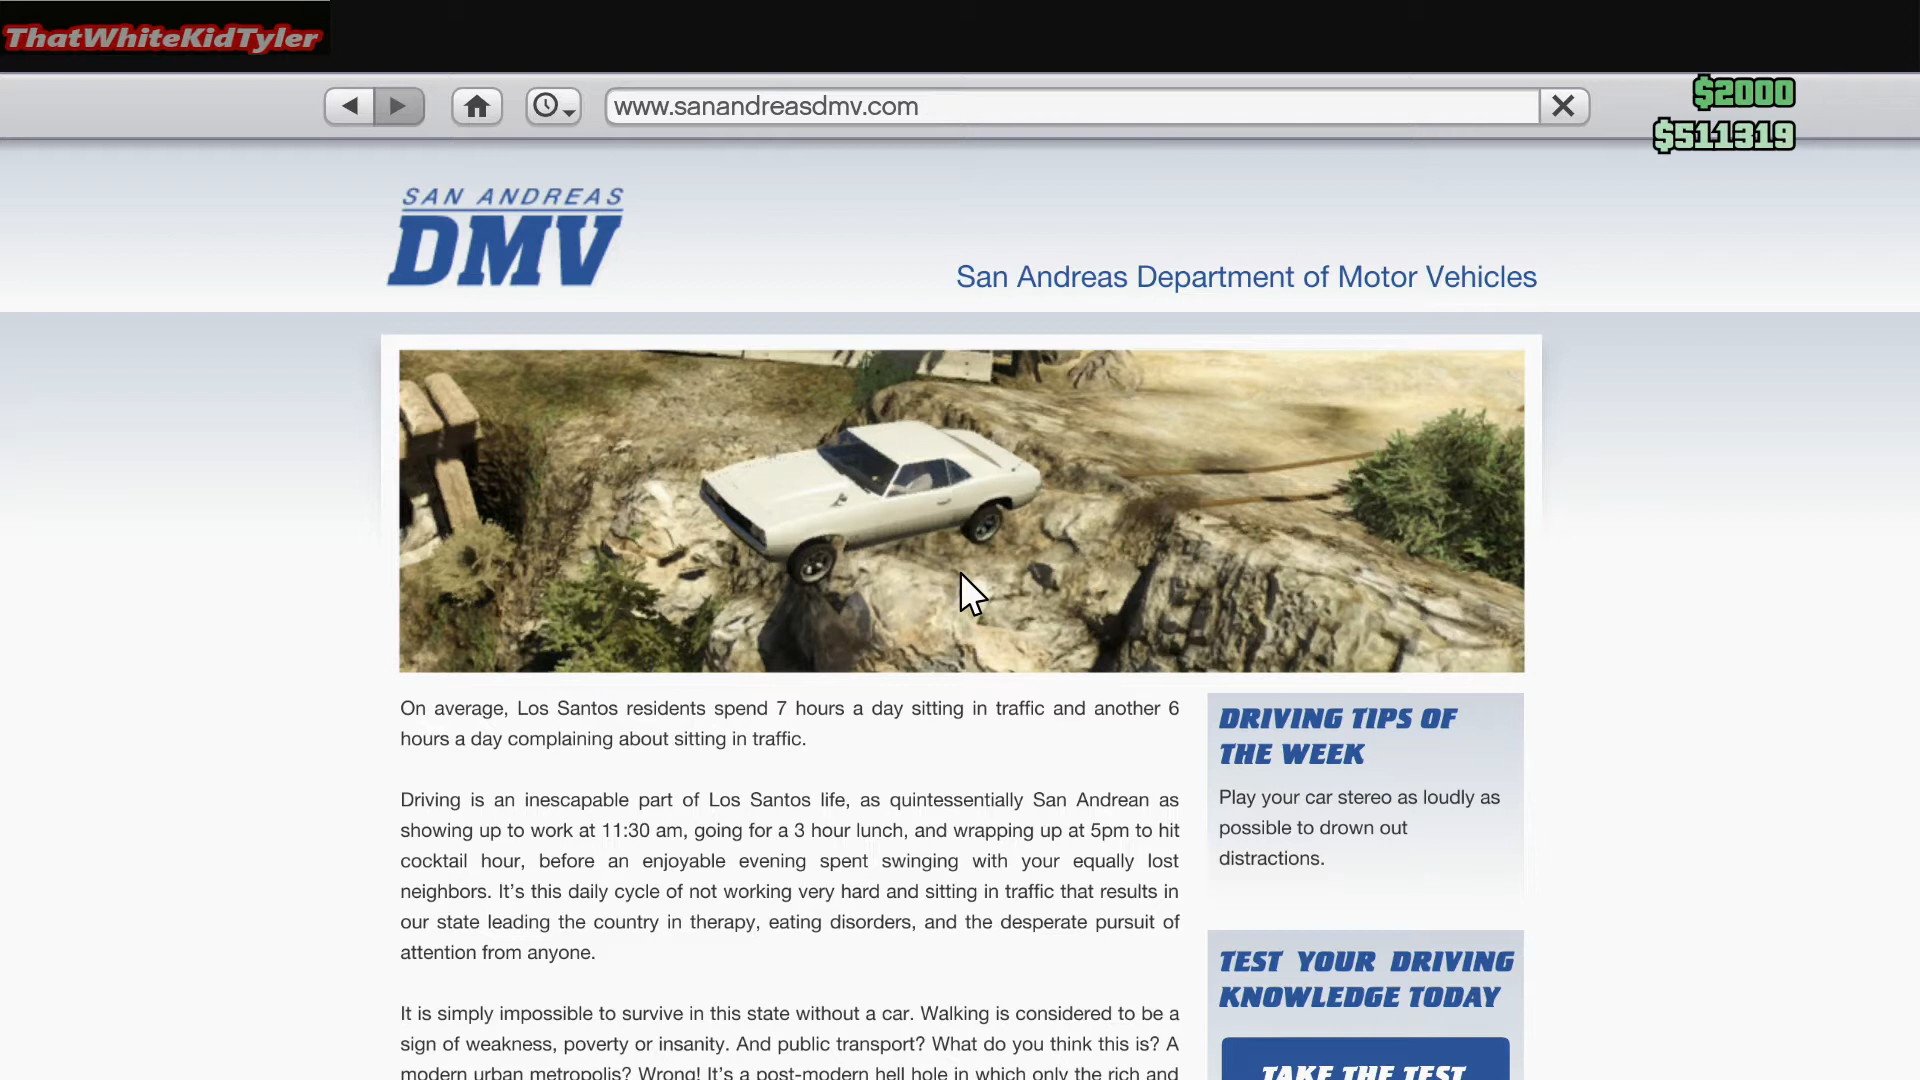 ThatWhiteKidTyler
www.sanandreasdmv.com
$2000
$511319
SAN ANDREAS
DMV
San Andreas Department of Motor Vehicles
On average, Los Santos residents spend 7 hours a day sitting in traffic and another 6
hours a day complaining about sitting in traffic.
Driving is an inescapable part of Los Santos life, as quintessentially San Andrean as
showing up to work at 11:30 am, going for a 3 hour lunch, and wrapping up at 5pm to hit
cocktail hour, before an enjoyable evening spent swinging with your equally lost
neighbors. It's this daily cycle of not working very hard and sitting in traffic that results in
our state leading the country in therapy, eating disorders, and the desperate pursuit of
attention from anyone.
It is simply impossible to survive in this state without a car. Walking is considered to be a
sign of weakness, poverty or insanity. And public transport? What do you think this is? A
modern urban metropolis? Wrong! It's a post-modern hell hole in which only the rich and
DRIVING TIPS OF
THE WEEK
Play your car stereo as loudly as
possible to drown out
distractions.
TEST YOUR DRIVING
KNOWLEDGE TODAY
TAKE THE TEST